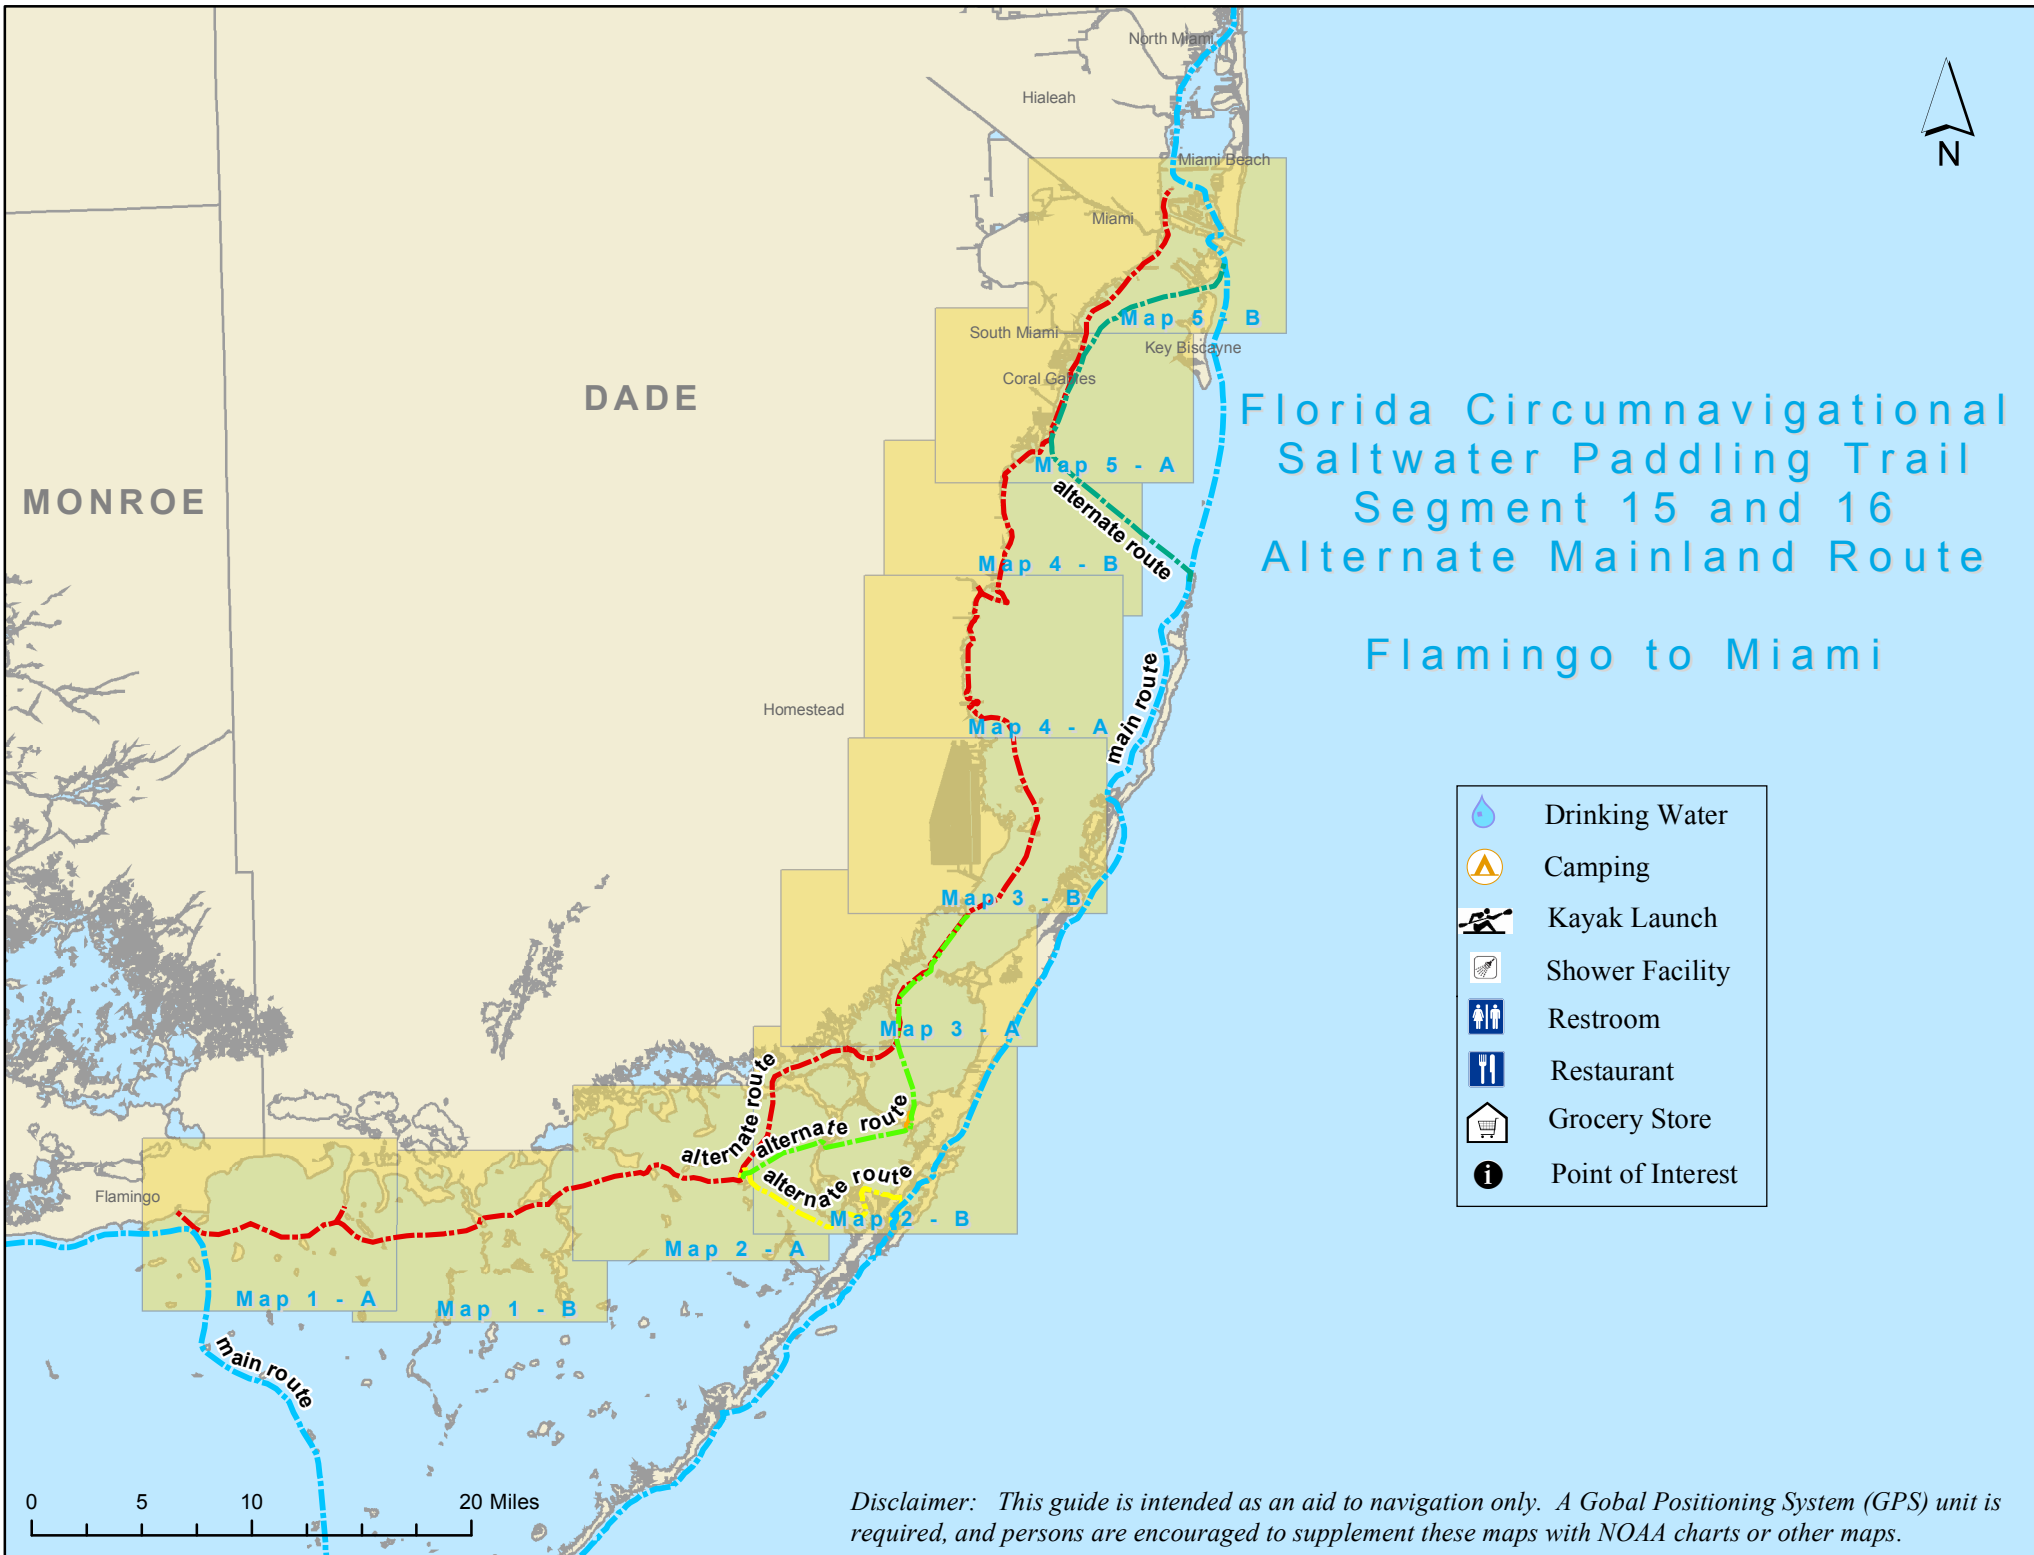 North Miami
Hialeah
N
Miami Beach
Miami
Map 5 - B
South Miami
Key Biscayne
Coral Gables
DADE
Florida Circumnavigational
Saltwater Paddling Trail
Segment 15 and 16
Alternate Mainland Route
Flamingo to Miami
Map 5 - A
MONROE
alternate route
Map 4 - B
main route
Homestead
Map 4 - A
Drinking Water
Camping
Kayak Launch
Shower Facility
Restroom
Restaurant
Grocery Store
i
Point of Interest
Map 3 - B
Map 3 - A
alternate route
alternate route
alternate route
Flamingo
Map 2 - B
Map 2 - A
Map 1 - A
Map 1 - B
main route
0 5 10 20 Miles
Disclaimer: This guide is intended as an aid to navigation only. A Gobal Positioning System (GPS) unit is
required, and persons are encouraged to supplement these maps with NOAA charts or other maps.